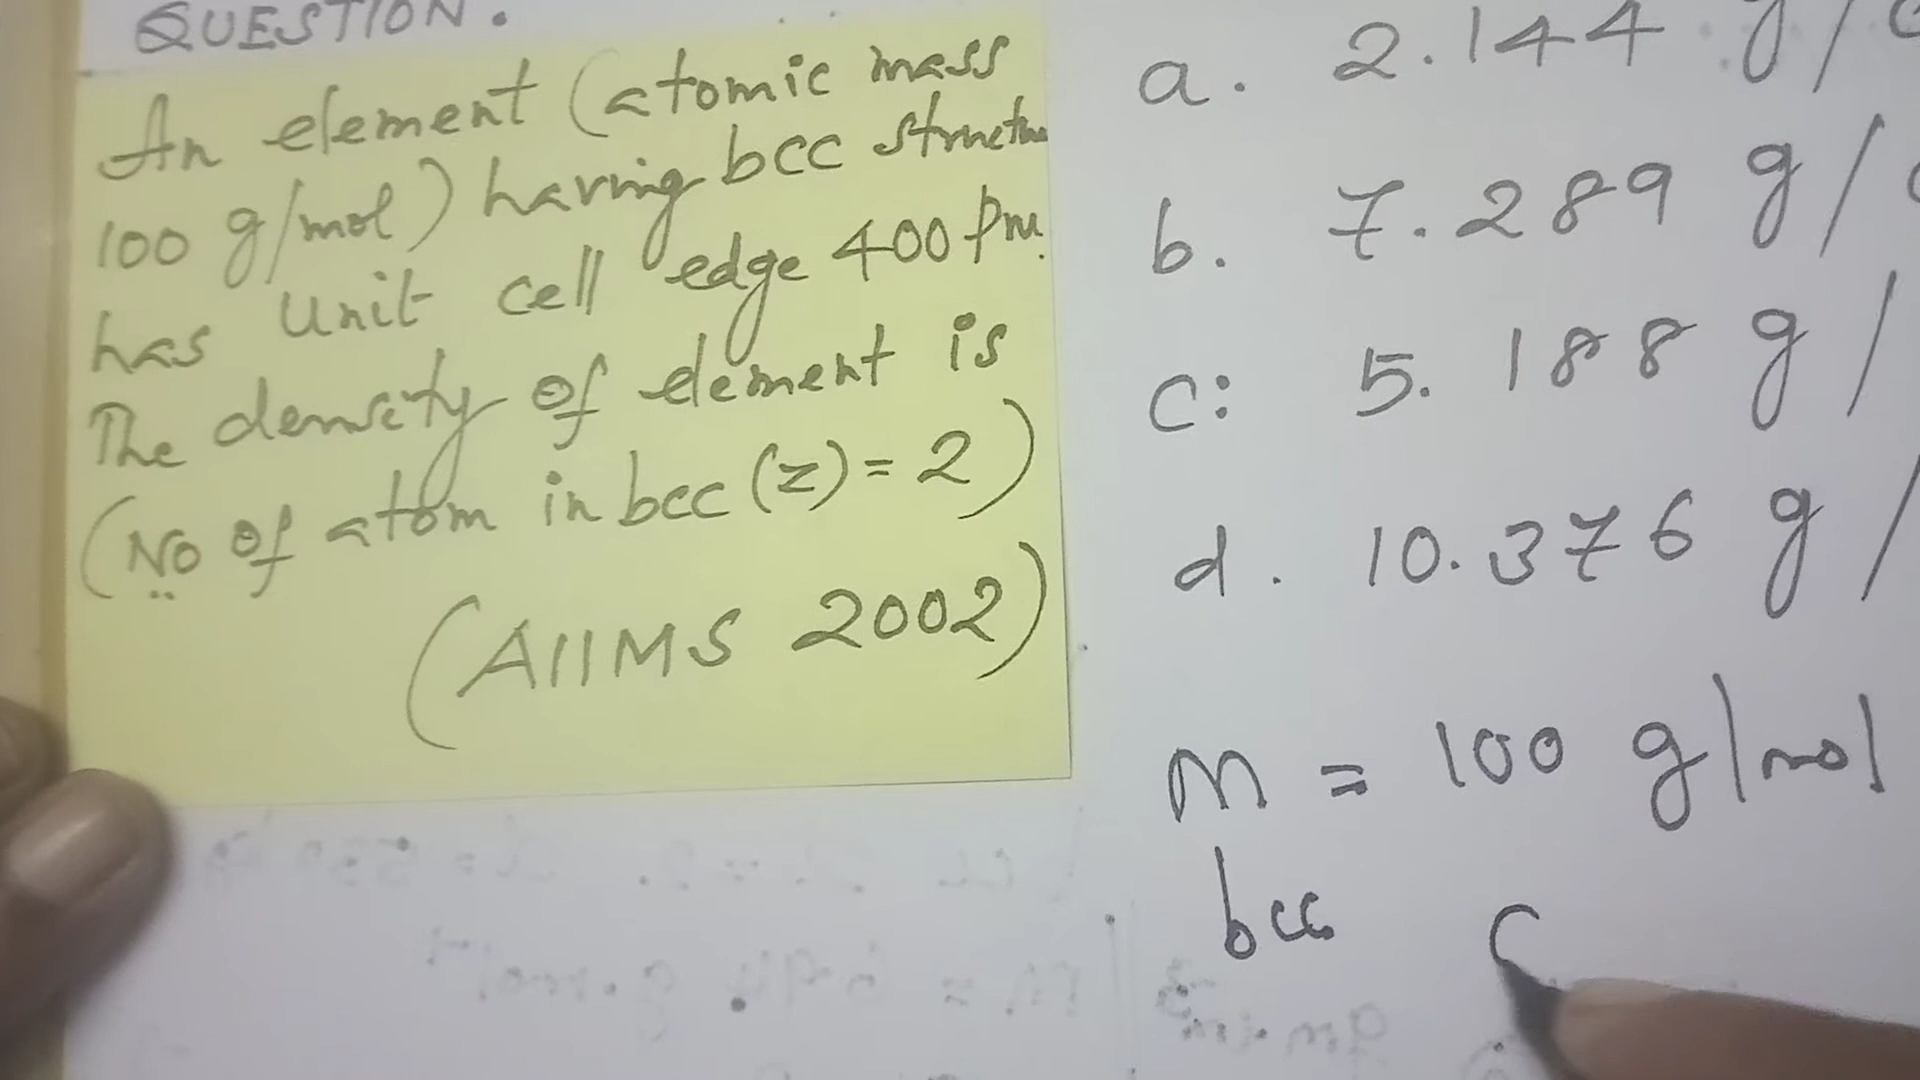 QUESTION.
An element (atomic mass
100 g/mol) having bcc structu
has unit cell edge 400 pm.
The density of element is
(No of atom in bcc (z) = 2)
(AIIMS 2002)
a. 2.144 g/c
b. 7.289 g/c
c: 5.188 g/
d. 10.376 g/
m = 100 g/mol
bcc